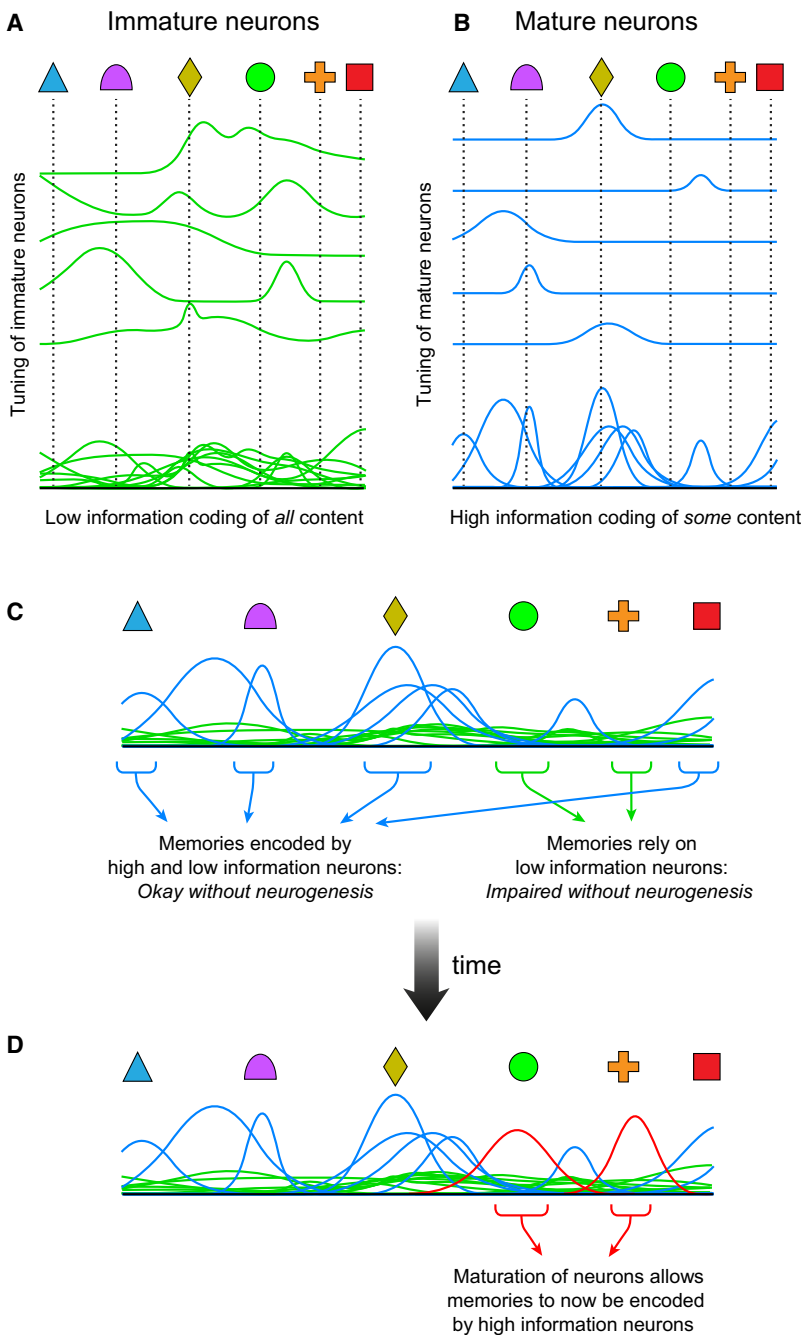 A
Immature neurons
Tuning of immature neurons
Low information coding of all content
B
Mature neurons
Tuning of mature neurons
High information coding of some content
C
Memories encoded by
high and low information neurons:
Okay without neurogenesis
Memories rely on
low information neurons:
Impaired without neurogenesis
time
D
Maturation of neurons allows
memories to now be encoded
by high information neurons